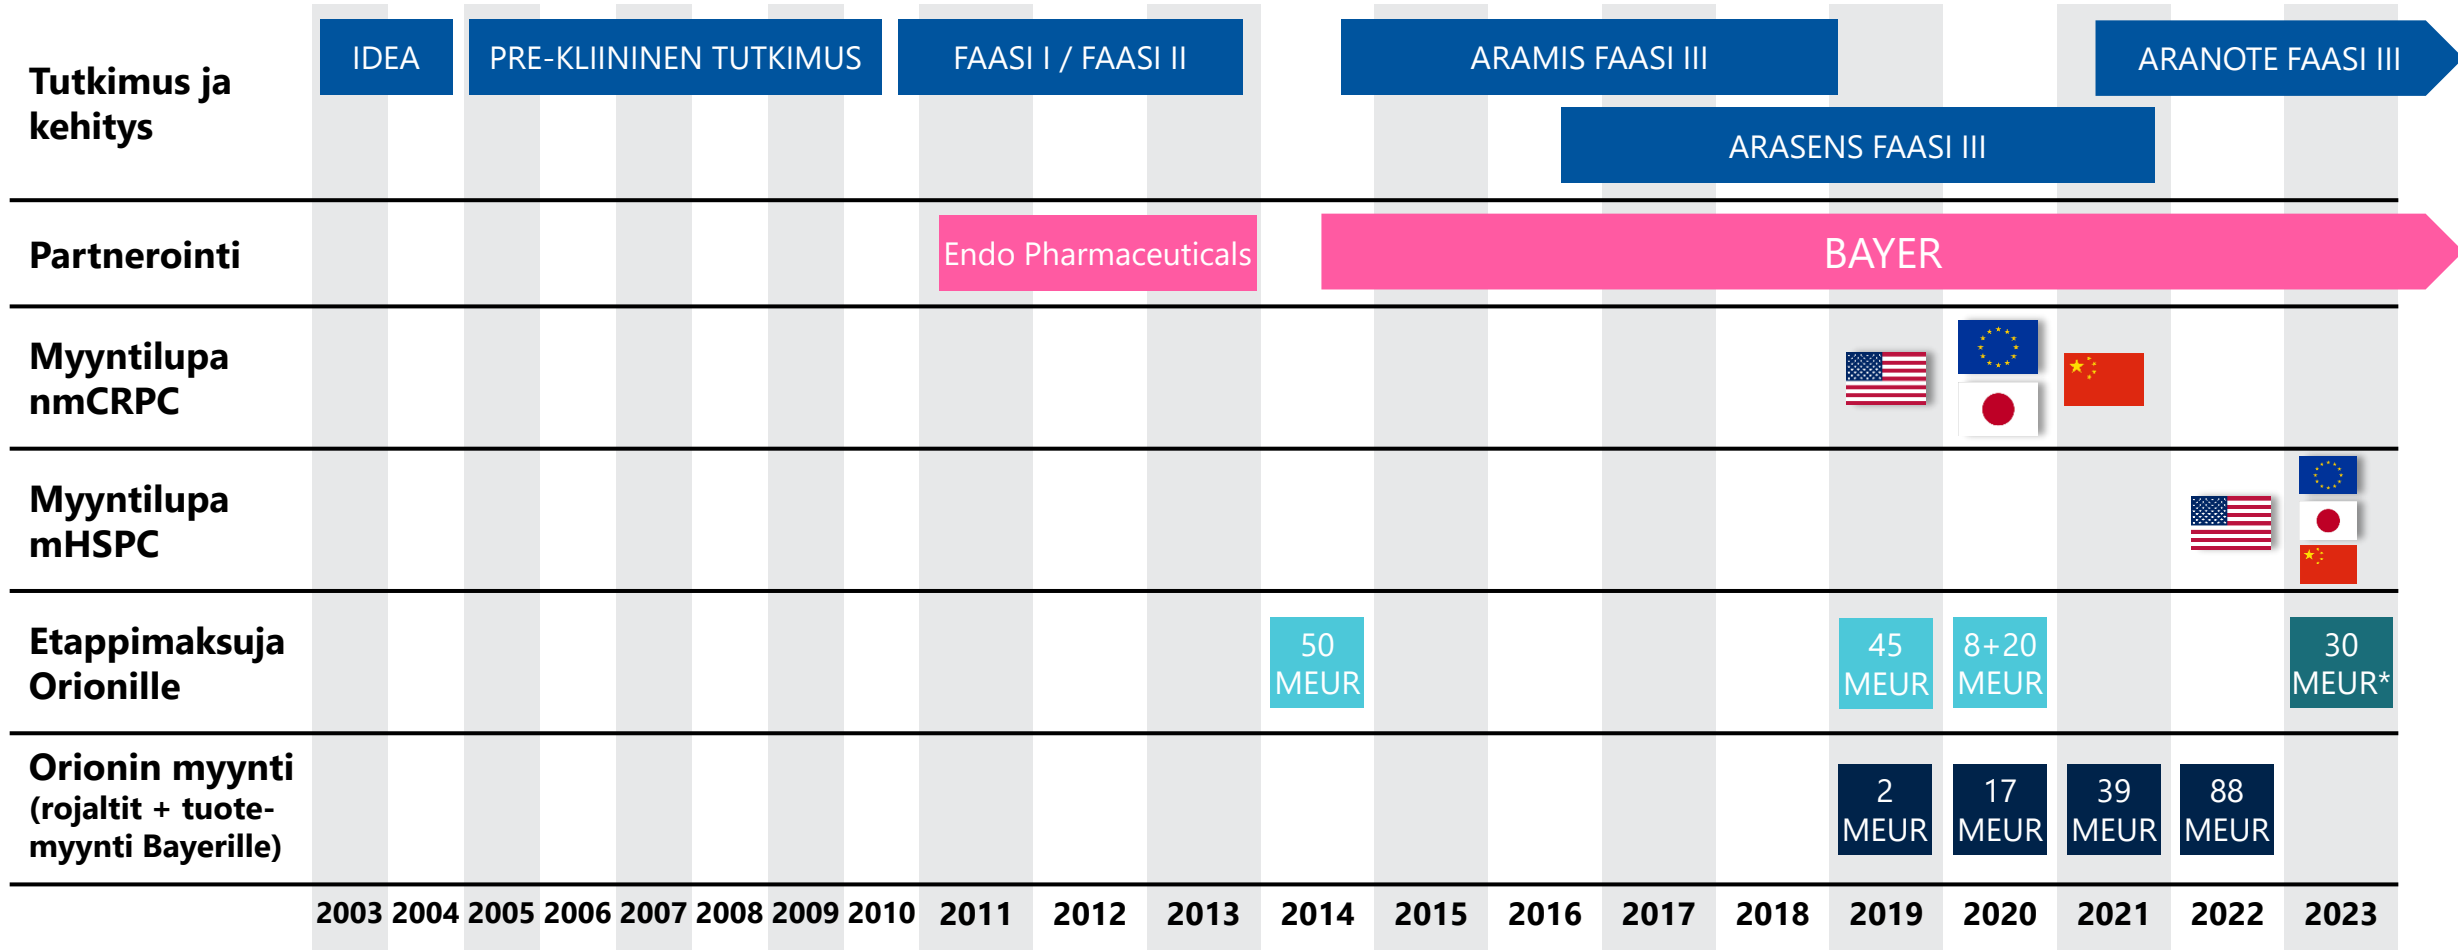 Tutkimus ja
kehitys
IDEA
PRE-KLIININEN TUTKIMUS
FAASI I / FAASI II
ARAMIS FAASI III
ARANOTE FAASI III
ARASENS FAASI III
Partnerointi
Endo Pharmaceuticals
BAYER
Myyntilupa
nmCRPC
Myyntilupa
mHSPC
Etappimaksuja
Orionille
50
MEUR
45
MEUR
8+20
MEUR
30
MEUR*
Orionin myynti
(rojaltit + tuote-
myynti Bayerille)
2
MEUR
17
MEUR
39
MEUR
88
MEUR
2003 2004 2005 2006 2007 2008 2009 2010 2011 2012 2013 2014 2015 2016 2017 2018 2019 2020 2021 2022 2023